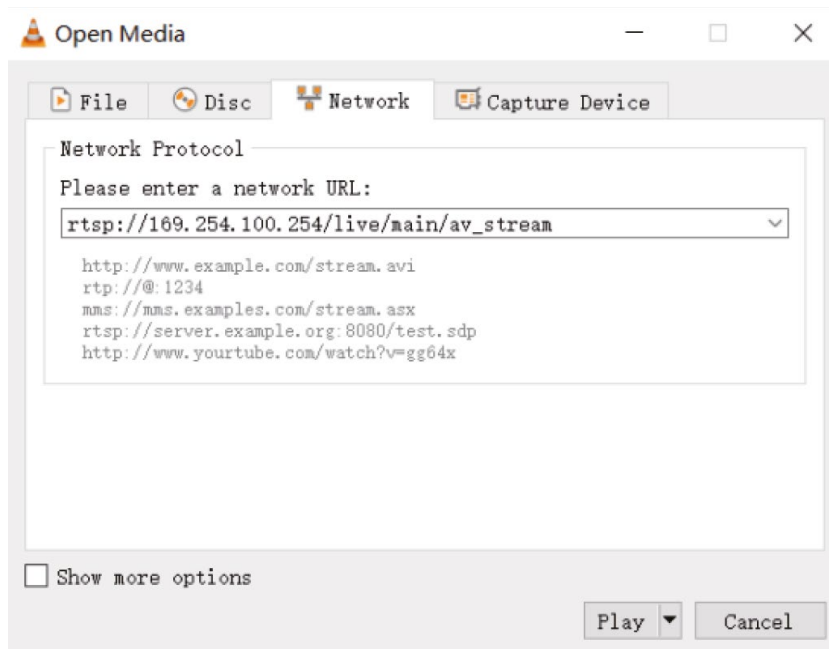 Open Media
File Disc Network Capture Device
Network Protocol
Please enter a network URL:
rtsp://169.254.100.254/live/main/av_stream
http://www.example.com/stream.avi
rtp://@:1234
mms://mms.examples.com/stream.asx
rtsp://server.example.org:8080/test.sdp
http://www.yourtube.com/watch?v=gg64x
Show more options
Play Cancel